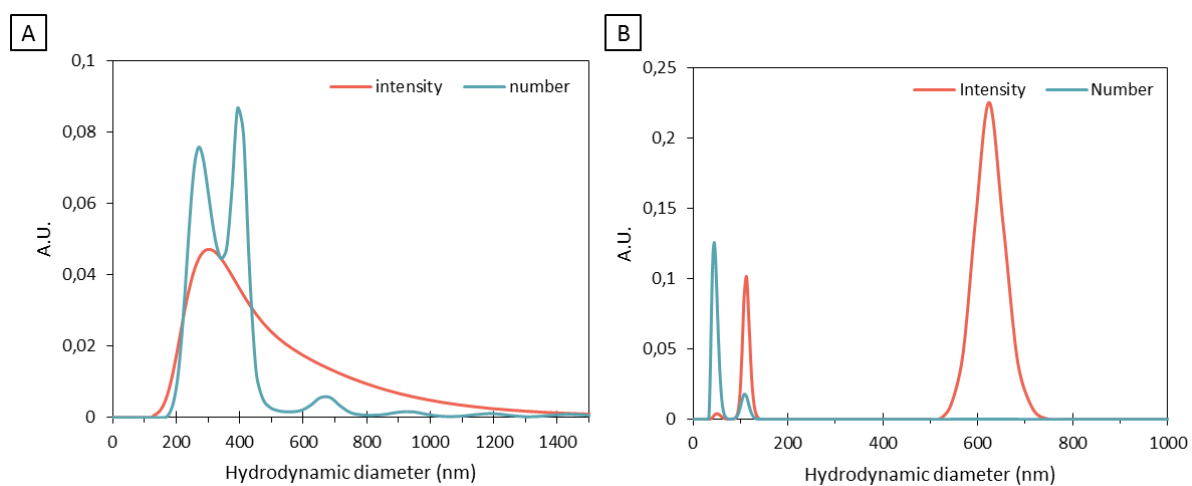 A
intensity number
0,1
0,08
0,06
0,04
0,02
0
A.U.
0 200 400 600 800 1000 1200 1400
Hydrodynamic diameter (nm)
B
Intensity Number
0,25
0,2
0,15
0,1
0,05
0
A.U.
0 200 400 600 800 1000
Hydrodynamic diameter (nm)